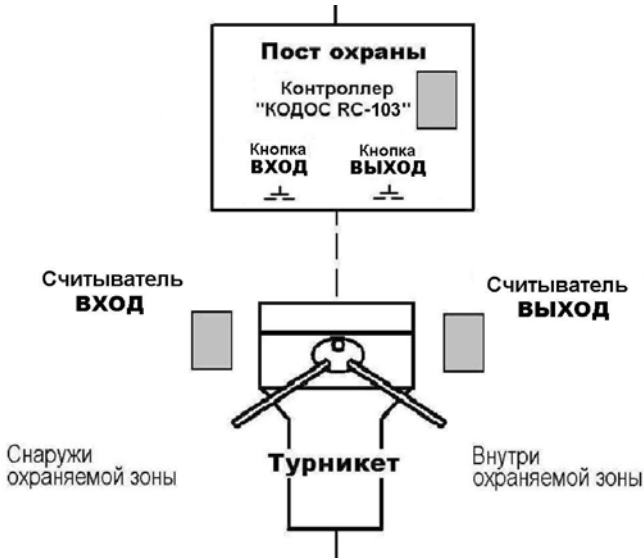 Пост охраны
Контроллер
"КОДОС RC-103"
Кнопка
ВХОД
Кнопка
ВЫХОД
Считыватель
ВХОД
Считыватель
ВЫХОД
Снаружи
охраняемой зоны
Турникет
Внутри
охраняемой зоны